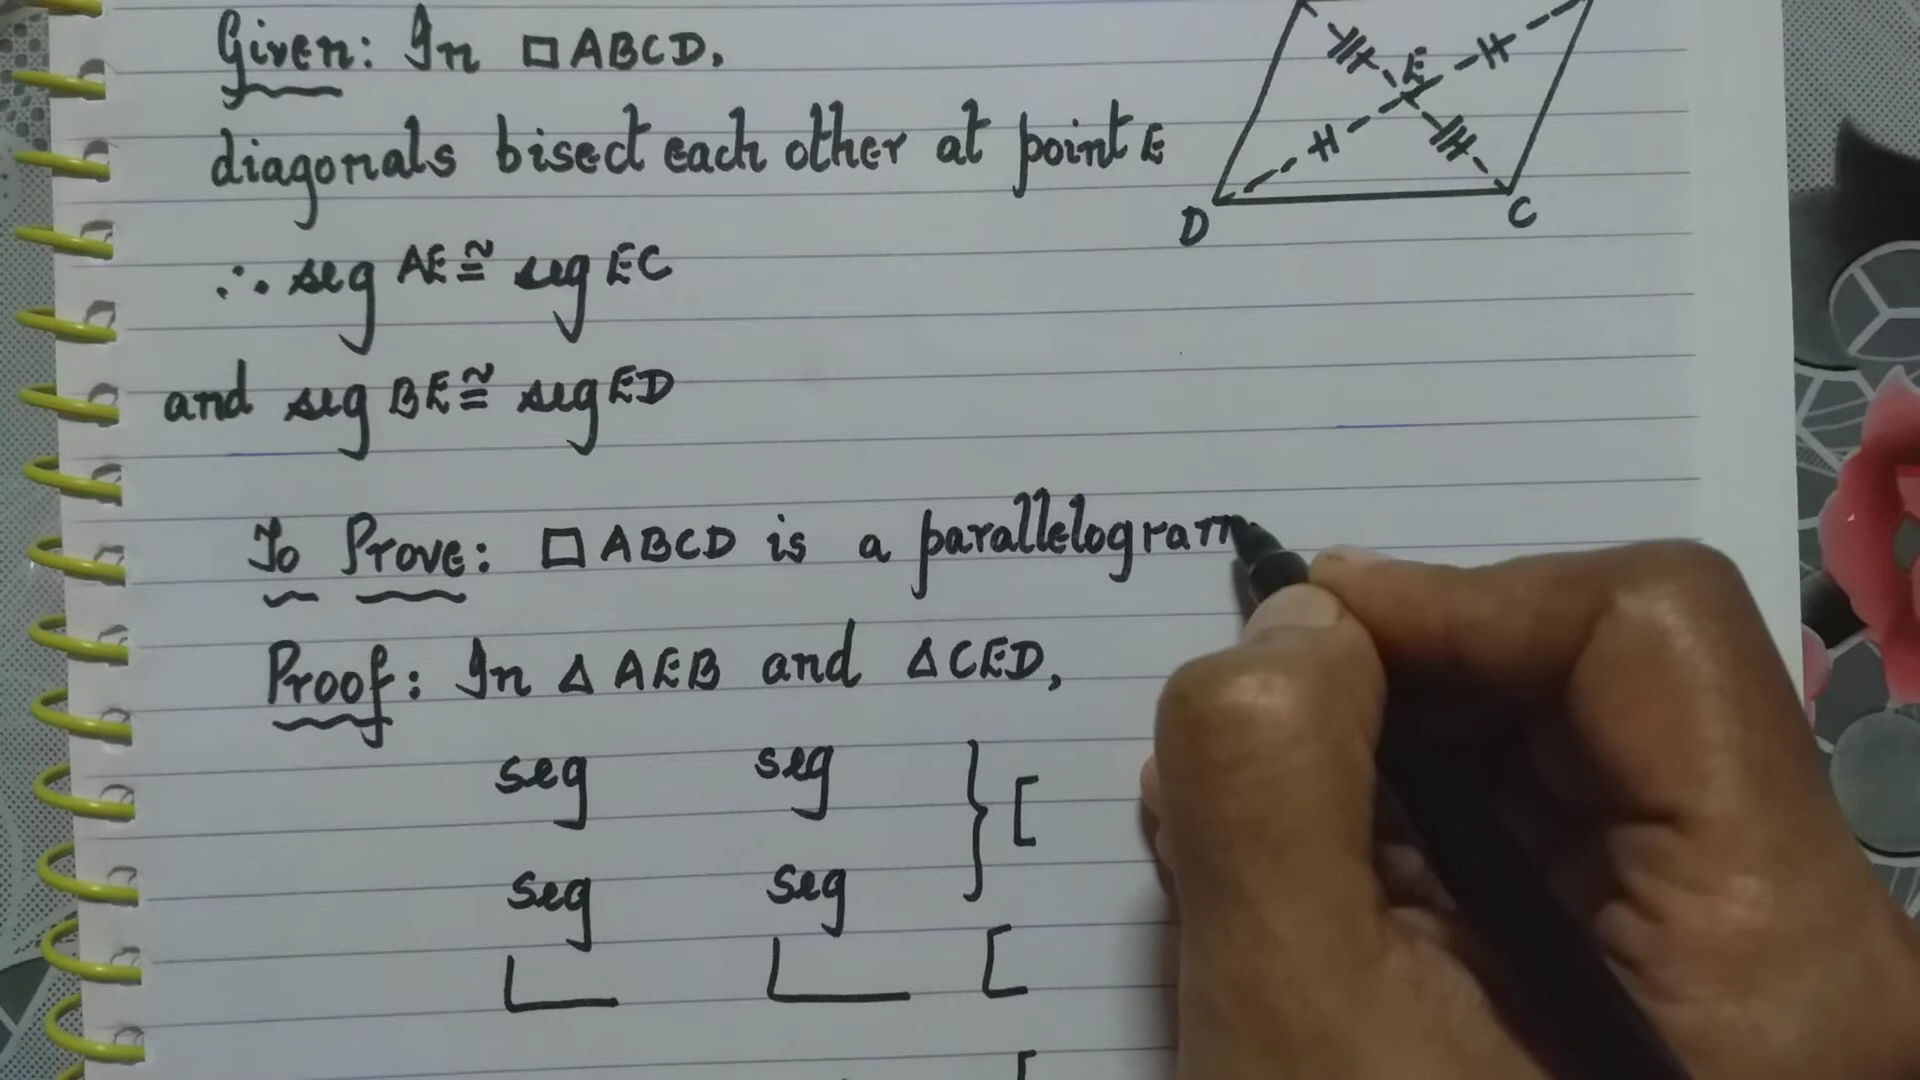 Given: In □ABCD,
diagonals bisect each other at point E
∴ seg AE ≅ seg EC
and seg BE ≅ seg ED
To Prove: □ABCD is a parallelogram
Proof: In ∆AEB and ∆CED,
seg seg } [
seg seg
∠ ∠ [
[
E
D C